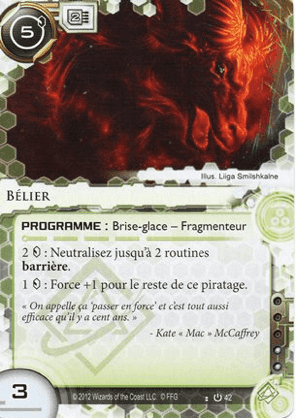 5
2
Illus. Liiga Smilshkalne
BÉLIER
PROGRAMME : Brise-glace – Fragmenteur
2 : Neutralisez jusqu'à 2 routines
barrière.
1 : Force +1 pour le reste de ce piratage.
« On appelle ça 'passer en force' et c'est tout aussi
efficace qu'il y a cent ans. »
- Kate « Mac » McCaffrey
3
© 2012 Wizards of the Coast LLC. © FFG
42